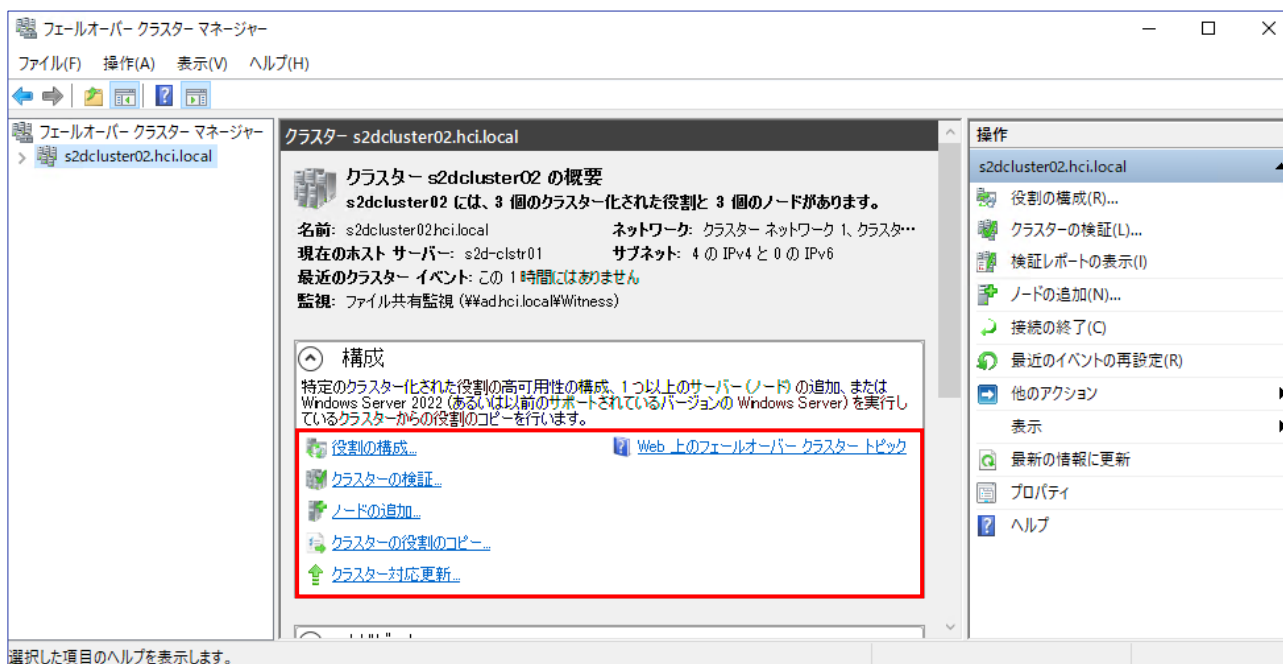 フェールオーバー クラスター マネージャー
ファイル(F) 操作(A) 表示(V) ヘルプ(H)
フェールオーバー クラスター マネージャー
s2dcluster02.hci.local
クラスター s2dcluster02.hci.local
クラスター s2dcluster02 の概要
s2dcluster02 には、3 個のクラスター化された役割と 3 個のノードがあります。
名前: s2dcluster02.hci.local ネットワーク: クラスター ネットワーク 1、クラスタ…
現在のホスト サーバー: s2d-clstr01 サブネット: 4 の IPv4 と 0 の IPv6
最近のクラスター イベント: この 1 時間にはありません
監視: ファイル共有監視 (¥¥ad.hci.local¥Witness)
構成
特定のクラスター化された役割の高可用性の構成、1 つ以上のサーバー (ノード) の追加、または
Windows Server 2022 (あるいは以前のサポートされているバージョンの Windows Server) を実行し
ているクラスターからの役割のコピーを行います。
役割の構成... Web 上のフェールオーバー クラスター トピック
クラスターの検証...
ノードの追加...
クラスターの役割のコピー...
クラスター対応更新...
操作
s2dcluster02.hci.local
役割の構成(R)...
クラスターの検証(L)...
検証レポートの表示(I)
ノードの追加(N)...
接続の終了(C)
最近のイベントの再設定(R)
他のアクション
表示
最新の情報に更新
プロパティ
ヘルプ
選択した項目のヘルプを表示します。